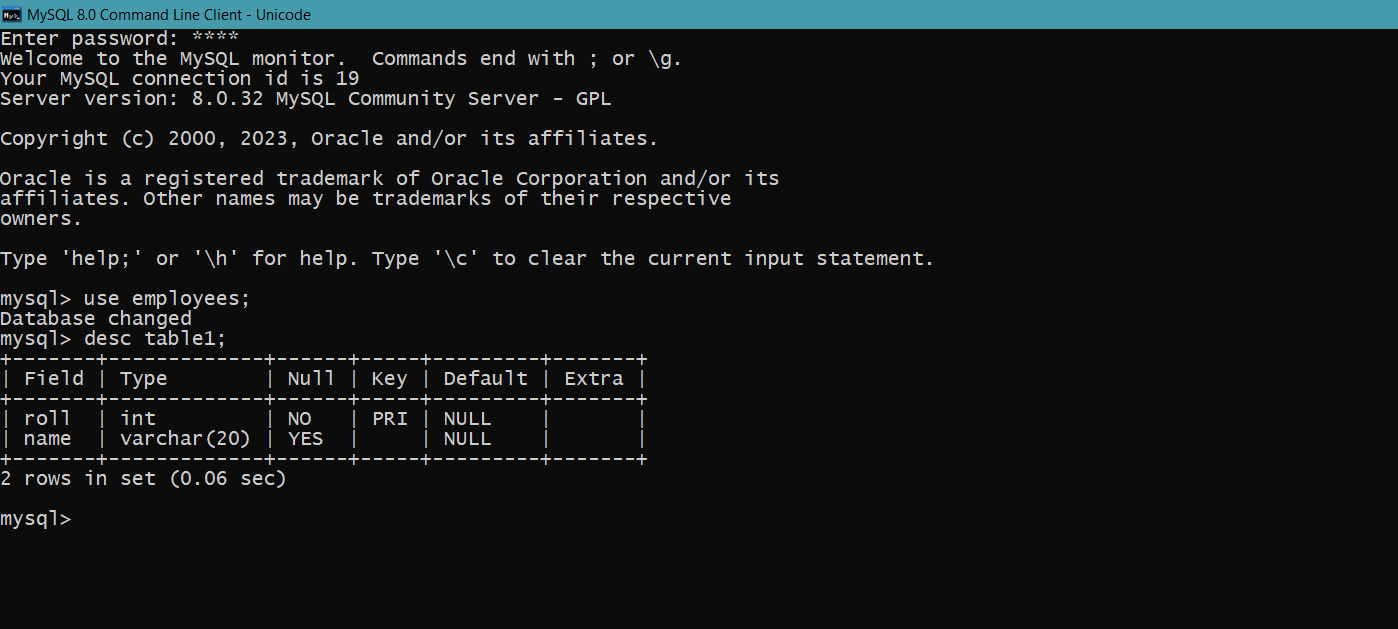 MySQL 8.0 Command Line Client - Unicode
Enter password: ****
Welcome to the MySQL monitor.  Commands end with ; or \g.
Your MySQL connection id is 19
Server version: 8.0.32 MySQL Community Server - GPL
Copyright (c) 2000, 2023, Oracle and/or its affiliates.
Oracle is a registered trademark of Oracle Corporation and/or its
affiliates. Other names may be trademarks of their respective
owners.
Type 'help;' or '\h' for help. Type '\c' to clear the current input statement.
mysql> use employees;
Database changed
mysql> desc table1;
+-------+-------------+------+-----+---------+-------+
| Field | Type        | Null | Key | Default | Extra |
+-------+-------------+------+-----+---------+-------+
| roll  | int         | NO   | PRI | NULL    |       |
| name  | varchar(20) | YES  |     | NULL    |       |
+-------+-------------+------+-----+---------+-------+
2 rows in set (0.06 sec)
mysql>